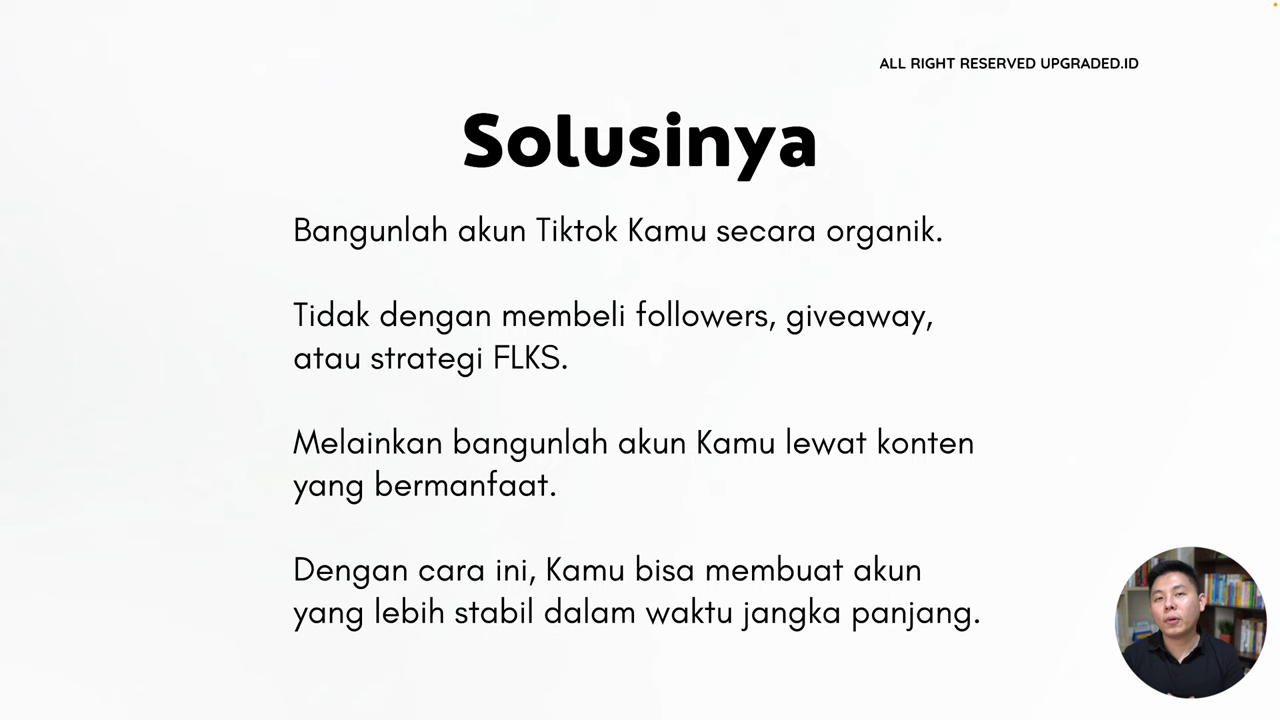 ALL RIGHT RESERVED UPGRADED.ID
Solusinya
Bangunlah akun Tiktok Kamu secara organik.
Tidak dengan membeli followers, giveaway,
atau strategi FLKS.
Melainkan bangunlah akun Kamu lewat konten
yang bermanfaat.
Dengan cara ini, Kamu bisa membuat akun
yang lebih stabil dalam waktu jangka panjang.